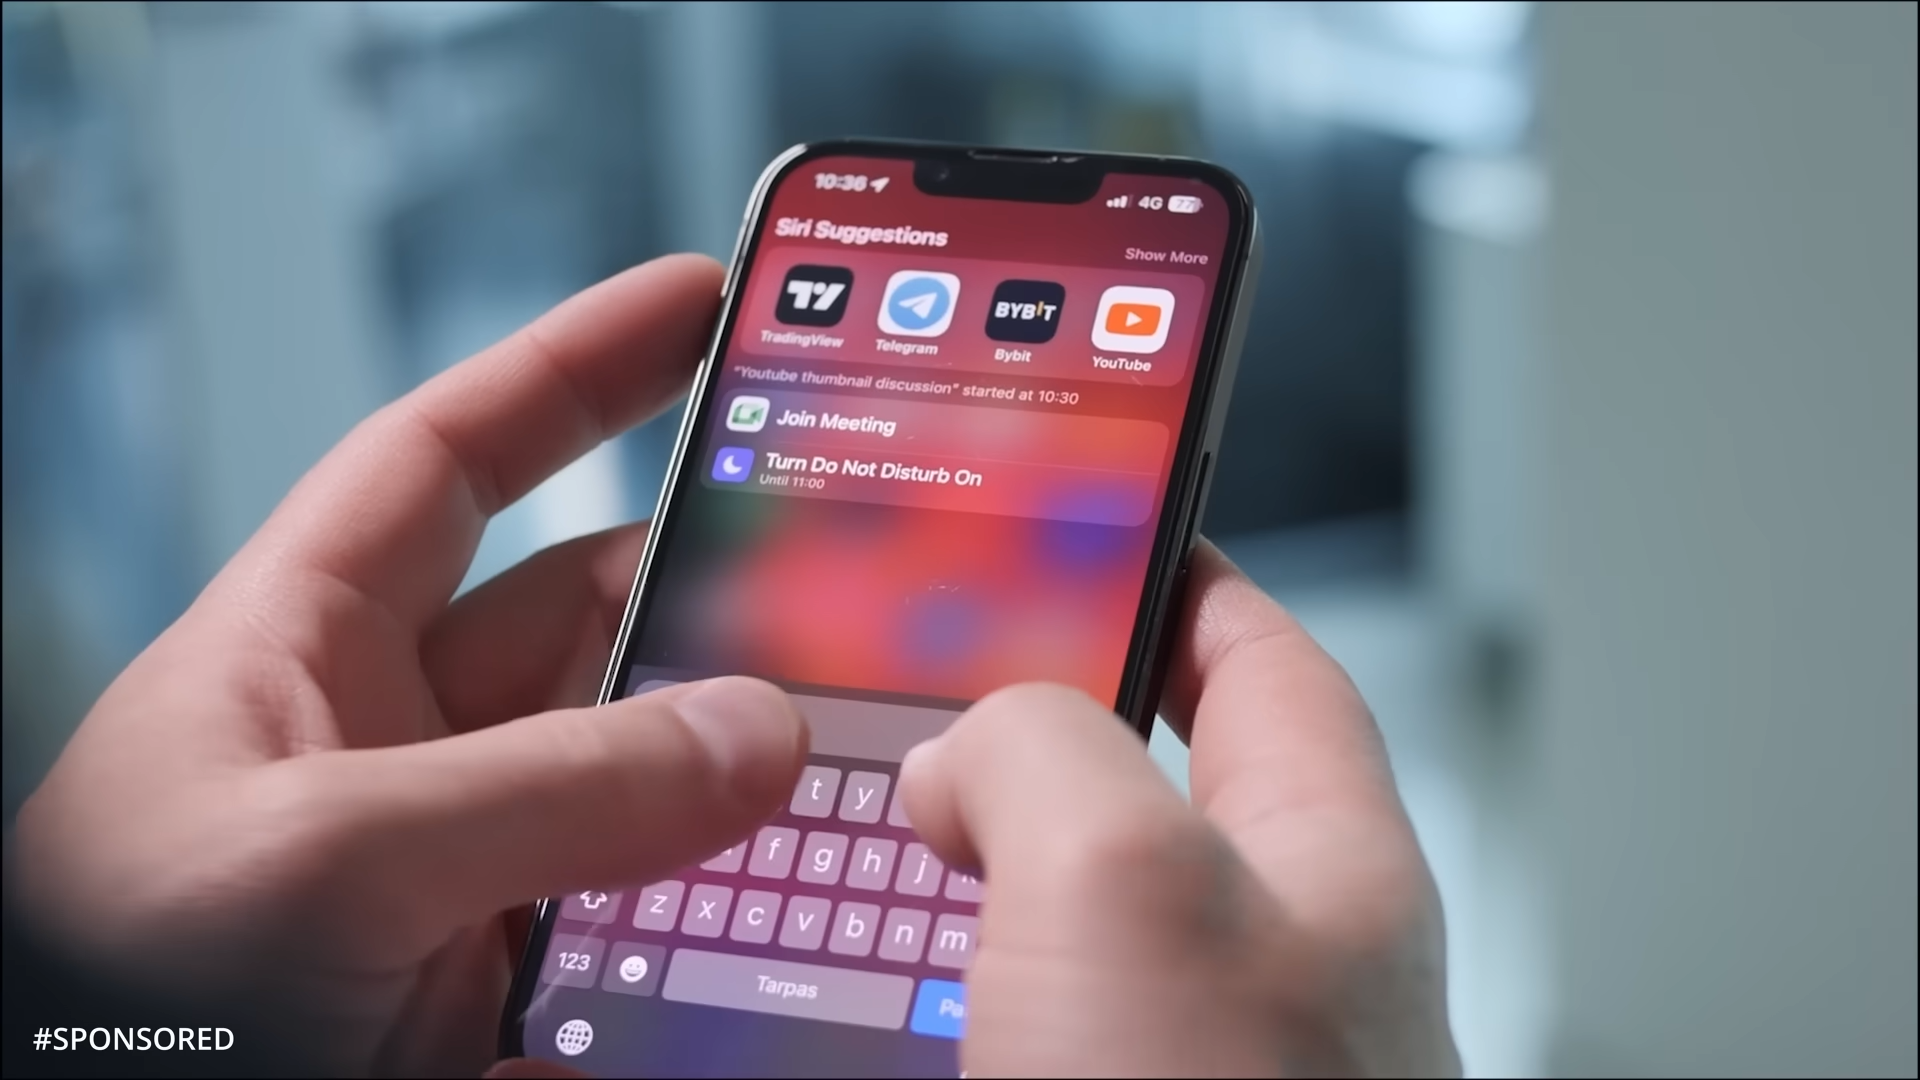 10:36
4G 77
Siri Suggestions
Show More
TradingView
Telegram
BYBIT
Bybit
YouTube
"Youtube thumbnail discussion" started at 10:30
Join Meeting
Turn Do Not Disturb On
Until 11:00
t y
f g h j
z x c v b n m
123
Tarpas
#SPONSORED